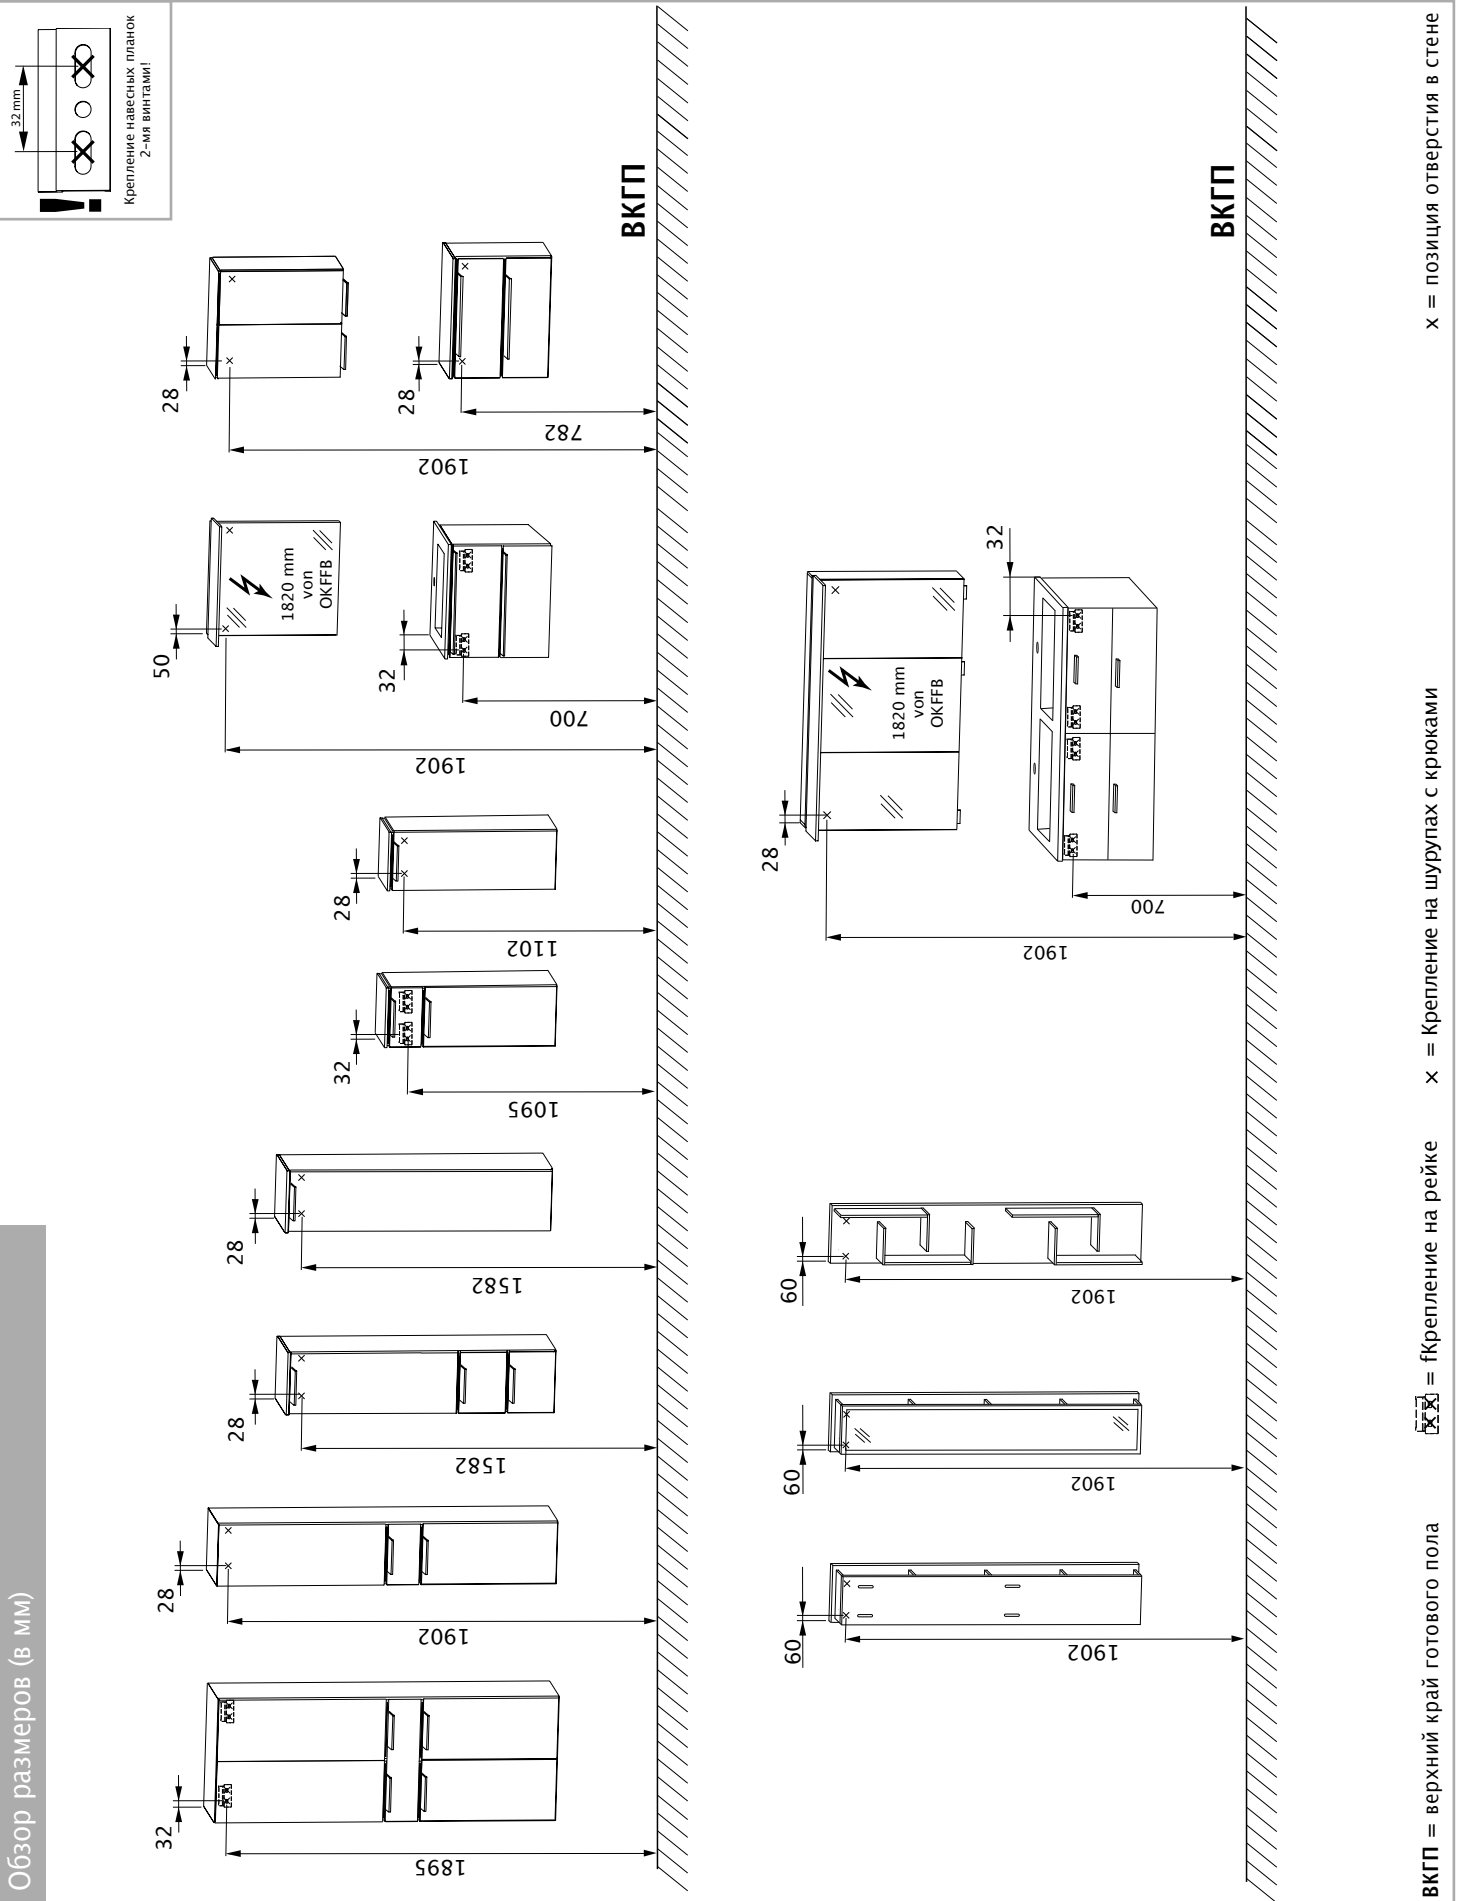 Обзор размеров (в мм)
32
1895
28
1902
28
1582
28
1582
32
1095
28
1102
50
1820 mm
von
OKFFB
32
700
1902
28
28
782
1902
ВКГП
32 mm
Крепление навесных планок
2-мя винтами!
60
1902
60
1902
60
1902
28
1820 mm
von
OKFFB
32
700
1902
ВКГП
ВКГП = верхний край готового пола = fКрепление на рейке x = Крепление на шурупах с крюками x = позиция отверстия в стене